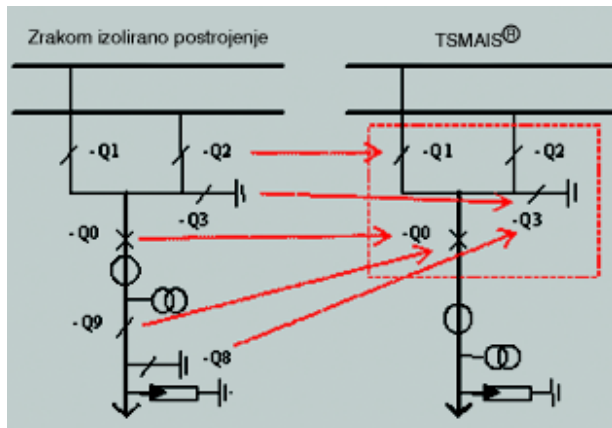 Zrakom izolirano postrojenje
TSMAIS®
-Q1
-Q2
-Q3
-Q0
-Q9
-Q8
-Q1
-Q2
-Q3
-Q0